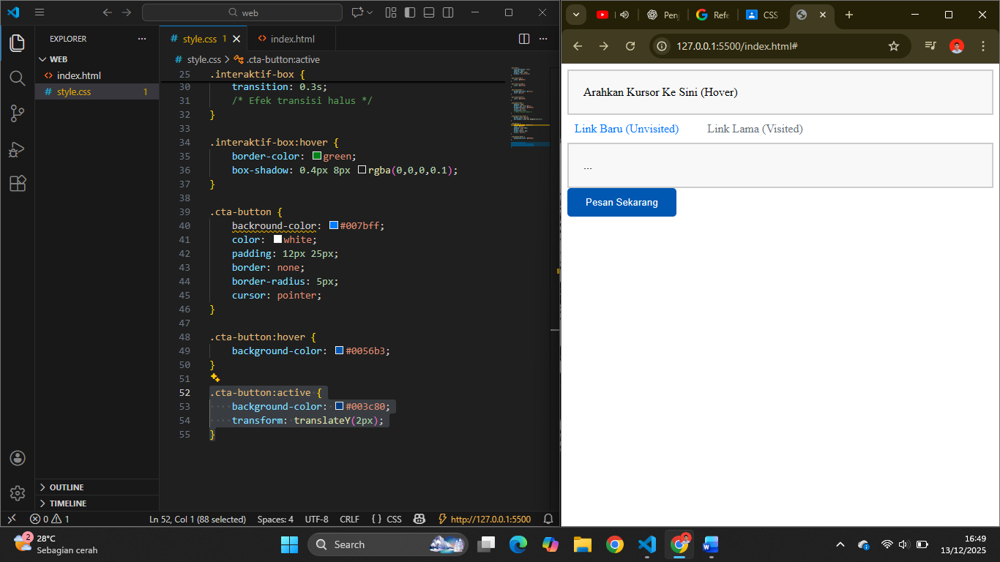 web
EXPLORER
WEB
index.html
style.css
1
style.css 1
index.html
style.css > .cta-button:active
25 .interaktif-box {
30 transition: 0.3s;
31 /* Efek transisi halus */
32 }
33
34 .interaktif-box:hover {
35 border-color: green;
36 box-shadow: 0.4px 8px rgba(0,0,0,0.1);
37 }
38
39 .cta-button {
40 backround-color: #007bff;
41 color: white;
42 padding: 12px 25px;
43 border: none;
44 border-radius: 5px;
45 cursor: pointer;
46 }
47
48 .cta-button:hover {
49 background-color: #0056b3;
50 }
51
52 .cta-button:active {
53 background-color: #003c80;
54 transform: translateY(2px);
55 }
OUTLINE
TIMELINE
0 1 Ln 52, Col 1 (88 selected) Spaces: 4 UTF-8 CRLF { } CSS http://127.0.0.1:5500
Penj
Refe
CSS
127.0.0.1:5500/index.html#
Arahkan Kursor Ke Sini (Hover)
Link Baru (Unvisited) Link Lama (Visited)
...
Pesan Sekarang
2
28°C
Sebagian cerah
Search
16:49
13/12/2025